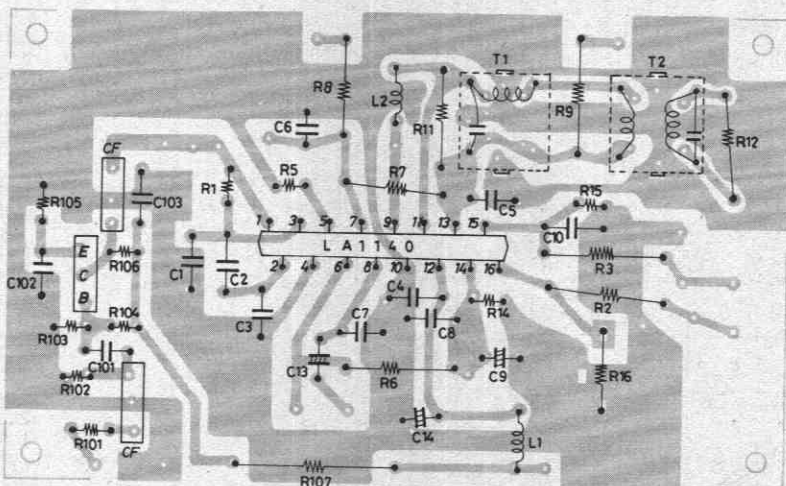 T1
T2
R8
L2
R9
R11
R12
C6
CF
R7
R5
R1
C103
R105
C5
R15
1 3 5 7 9 11 13 15
C10
L A 1 1 4 0
E
C
B
R106
C102
C1
C2
2 4 6 8 10 12 14 16
R3
C4
R2
R14
C3
C7
C8
R104
R103
C101
C13
R6
C9
R16
R102
C14
R101
CF
L1
R107